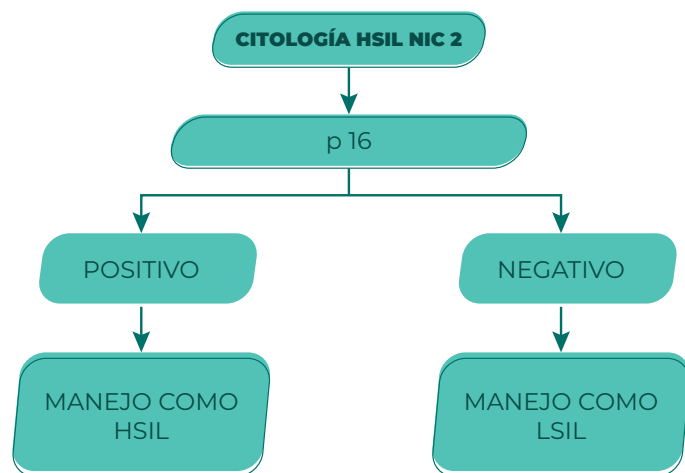 CITOLOGÍA HSIL NIC 2
p 16
POSITIVO
NEGATIVO
MANEJO COMO
HSIL
MANEJO COMO
LSIL